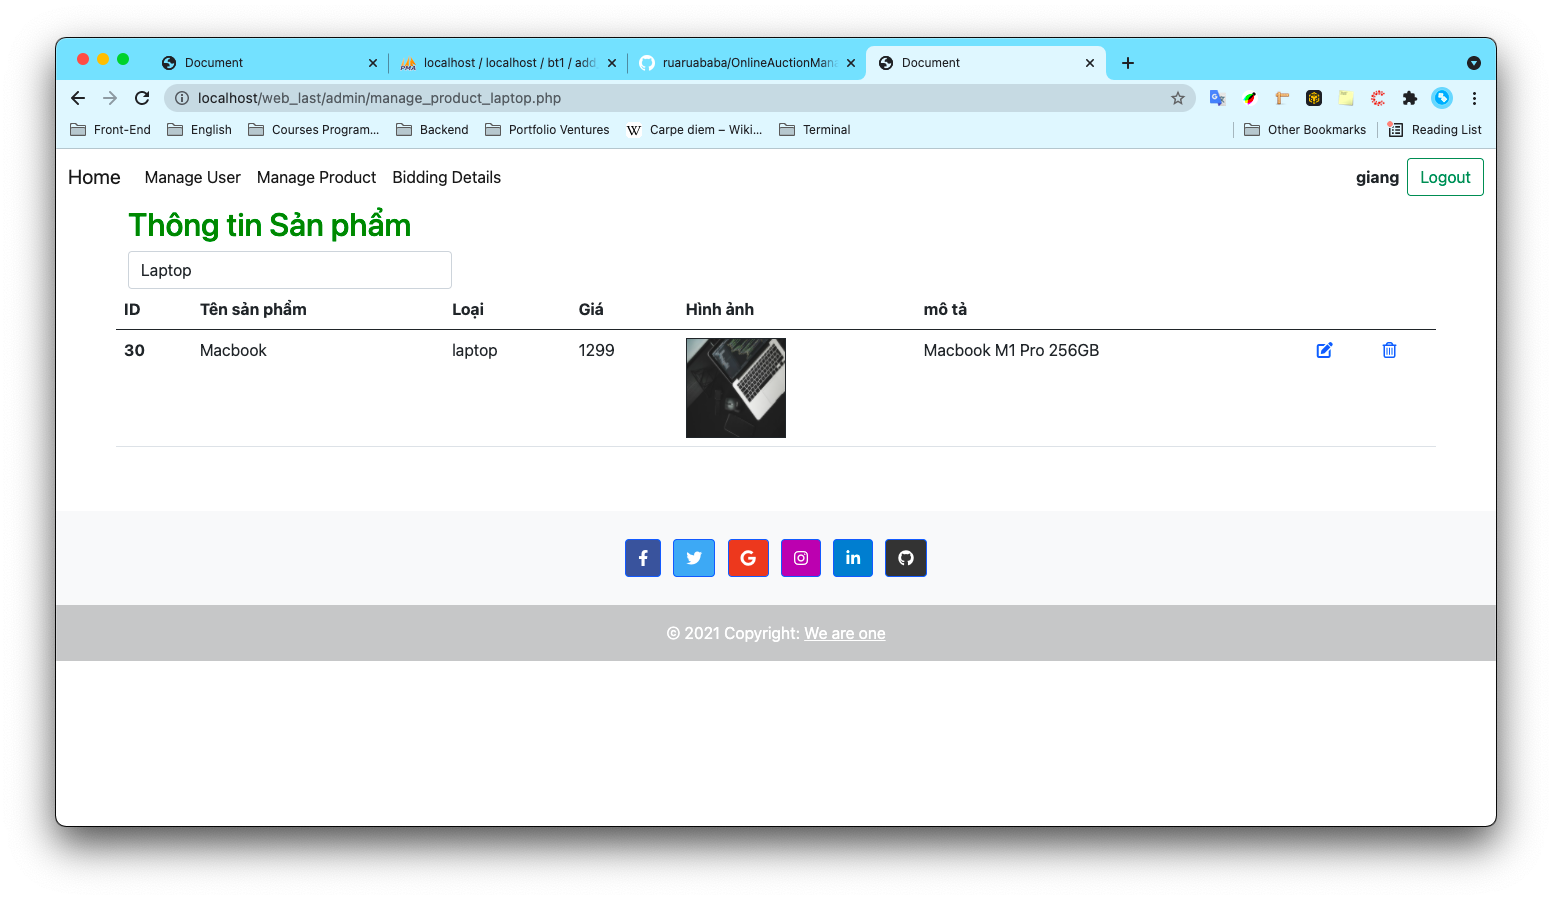 Document
localhost / localhost / bt1 / add
ruaruababa/OnlineAuctionMana
Document
localhost/web_last/admin/manage_product_laptop.php
Front-End English Courses Program... Backend Portfolio Ventures W Carpe diem – Wiki... Terminal Other Bookmarks Reading List
Home Manage User Manage Product Bidding Details giang Logout
Thông tin Sản phẩm
Laptop
ID Tên sản phẩm Loại Giá Hình ảnh mô tả
30 Macbook laptop 1299 Macbook M1 Pro 256GB
© 2021 Copyright: We are one